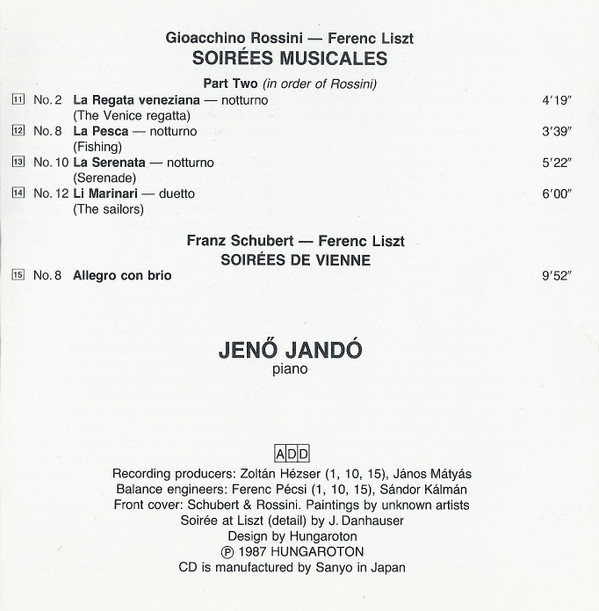 Gioacchino Rossini — Ferenc Liszt
SOIRÉES MUSICALES
Part Two (in order of Rossini)
11 No. 2 La Regata veneziana — notturno 4′19″
(The Venice regatta)
12 No. 8 La Pesca — notturno 3′39″
(Fishing)
13 No. 10 La Serenata — notturno 5′22″
(Serenade)
14 No. 12 Li Marinari — duetto 6′00″
(The sailors)
Franz Schubert — Ferenc Liszt
SOIRÉES DE VIENNE
15 No. 8 Allegro con brio 9′52″
JENŐ JANDÓ
piano
ADD
Recording producers: Zoltán Hézser (1, 10, 15), János Mátyás
Balance engineers: Ferenc Pécsi (1, 10, 15), Sándor Kálmán
Front cover: Schubert & Rossini. Paintings by unknown artists
Soirée at Liszt (detail) by J. Danhauser
Design by Hungaroton
Ⓟ 1987 HUNGAROTON
CD is manufactured by Sanyo in Japan